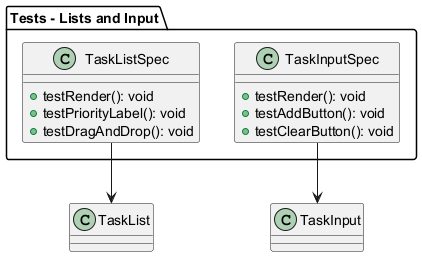 Tests - Lists and Input
C TaskListSpec
testRender(): void
testPriorityLabel(): void
testDragAndDrop(): void
C TaskInputSpec
testRender(): void
testAddButton(): void
testClearButton(): void
C TaskList
C TaskInput